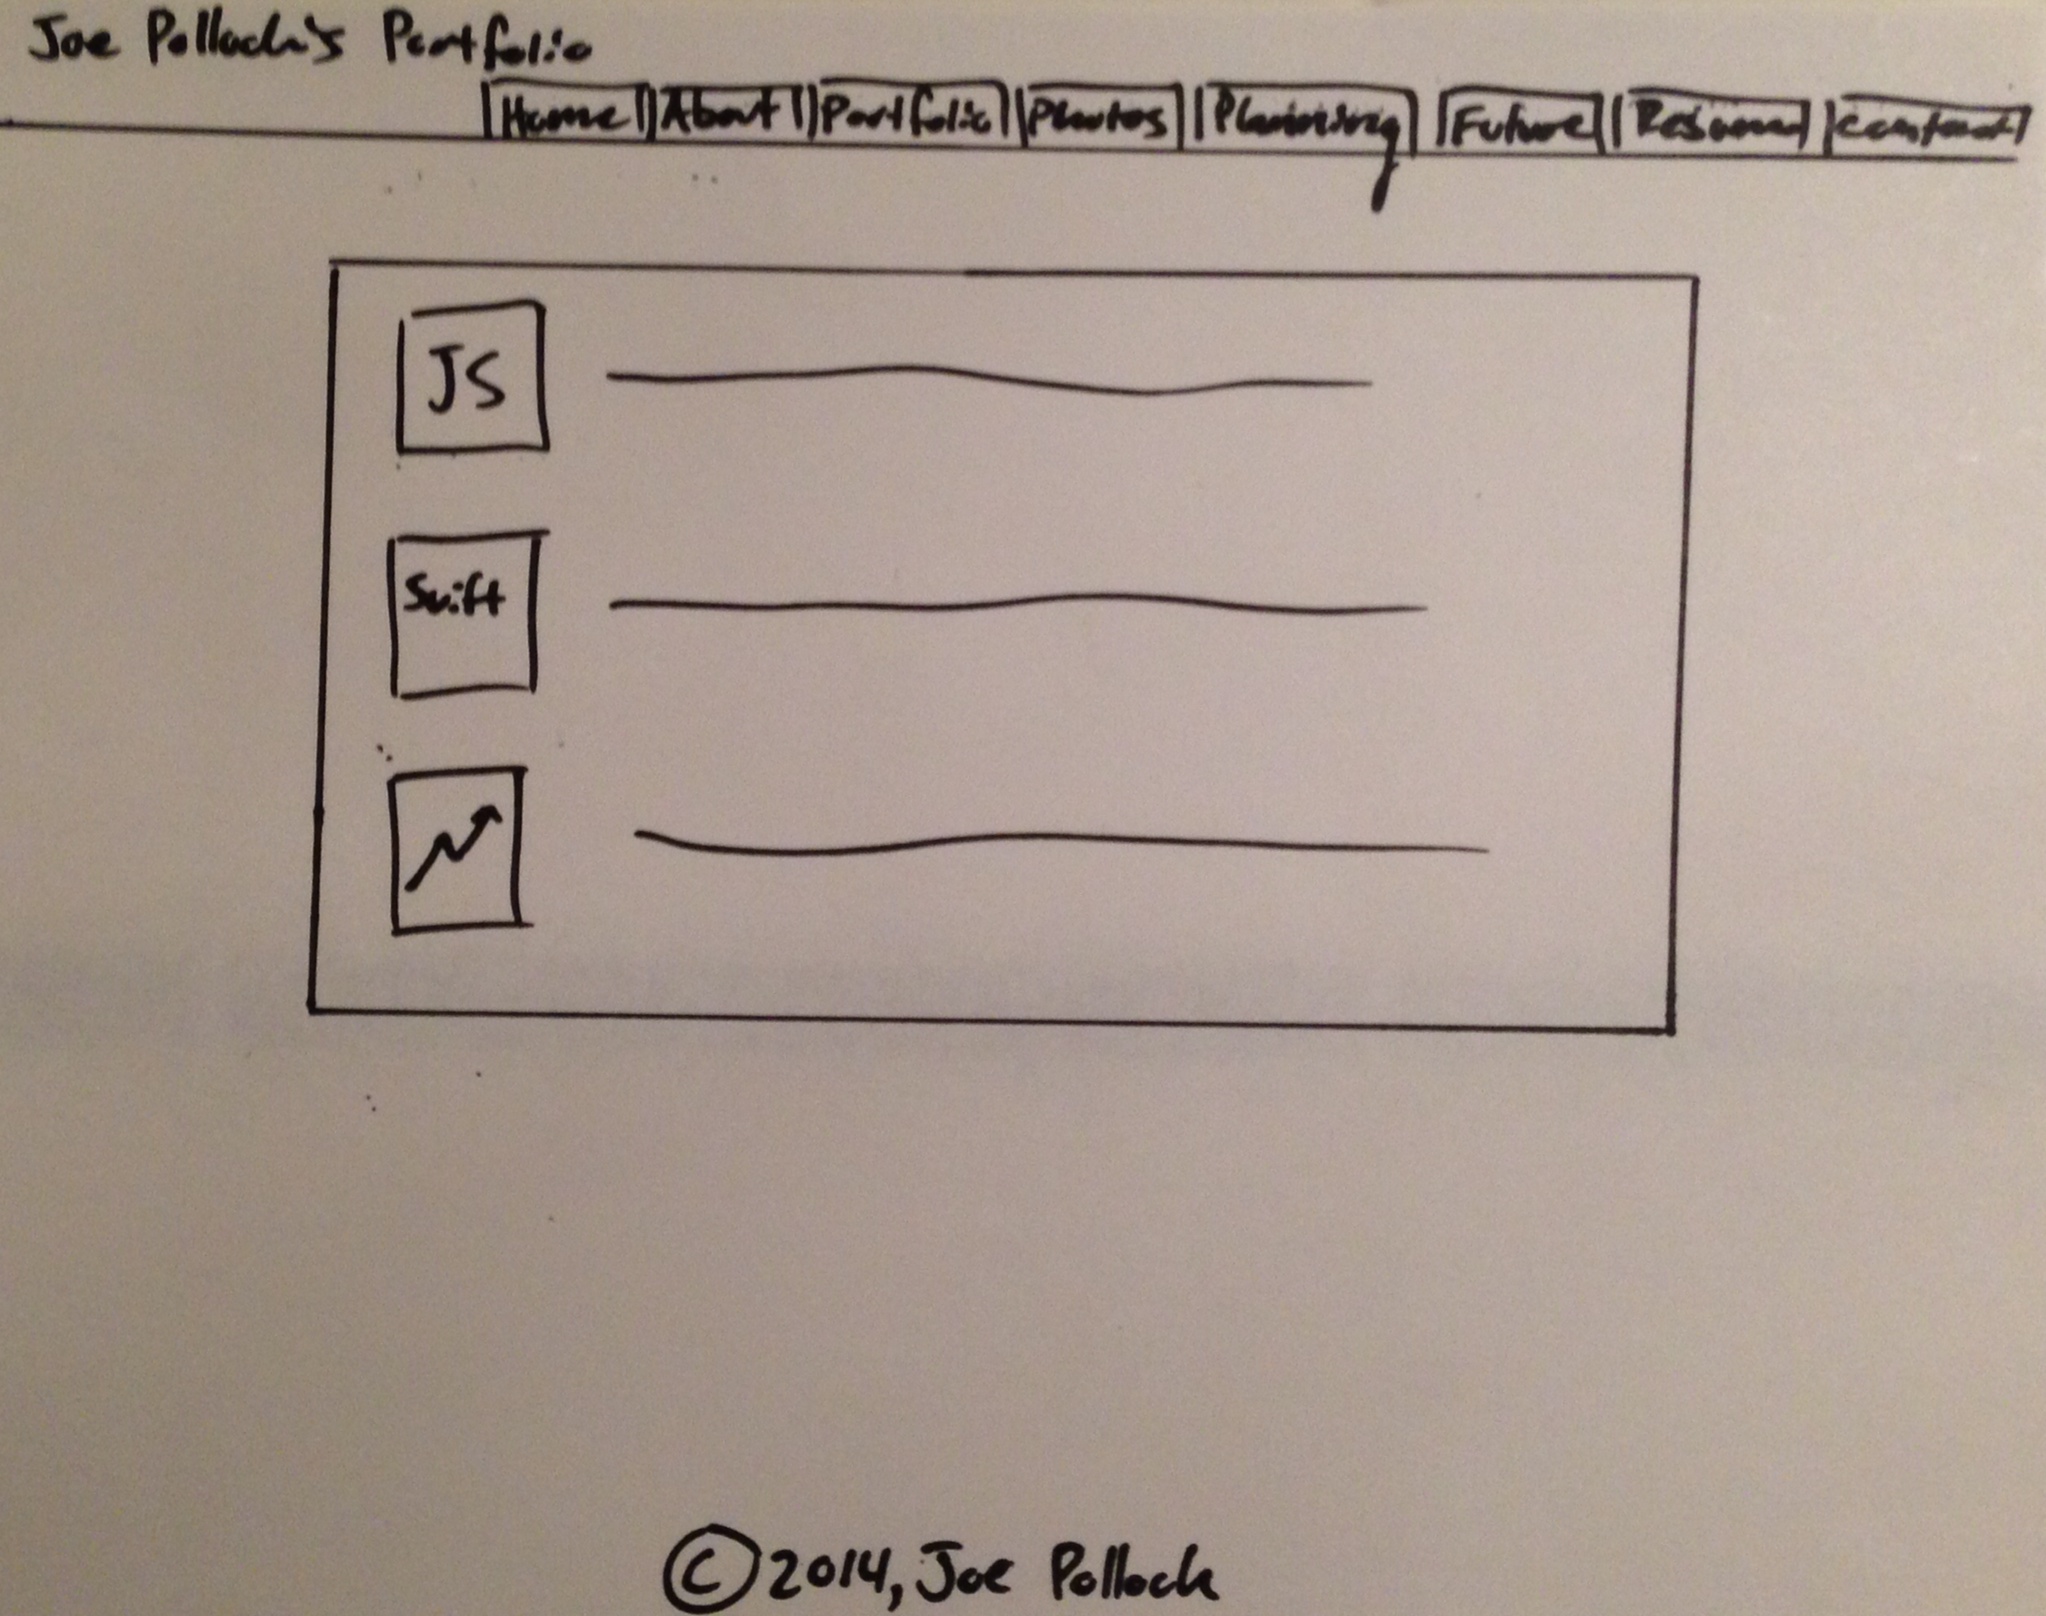 Joe Pollock's Portfolio
Home About Portfolio Photos Planning Future Resume contact
JS
Swift
© 2014, Joe Pollock